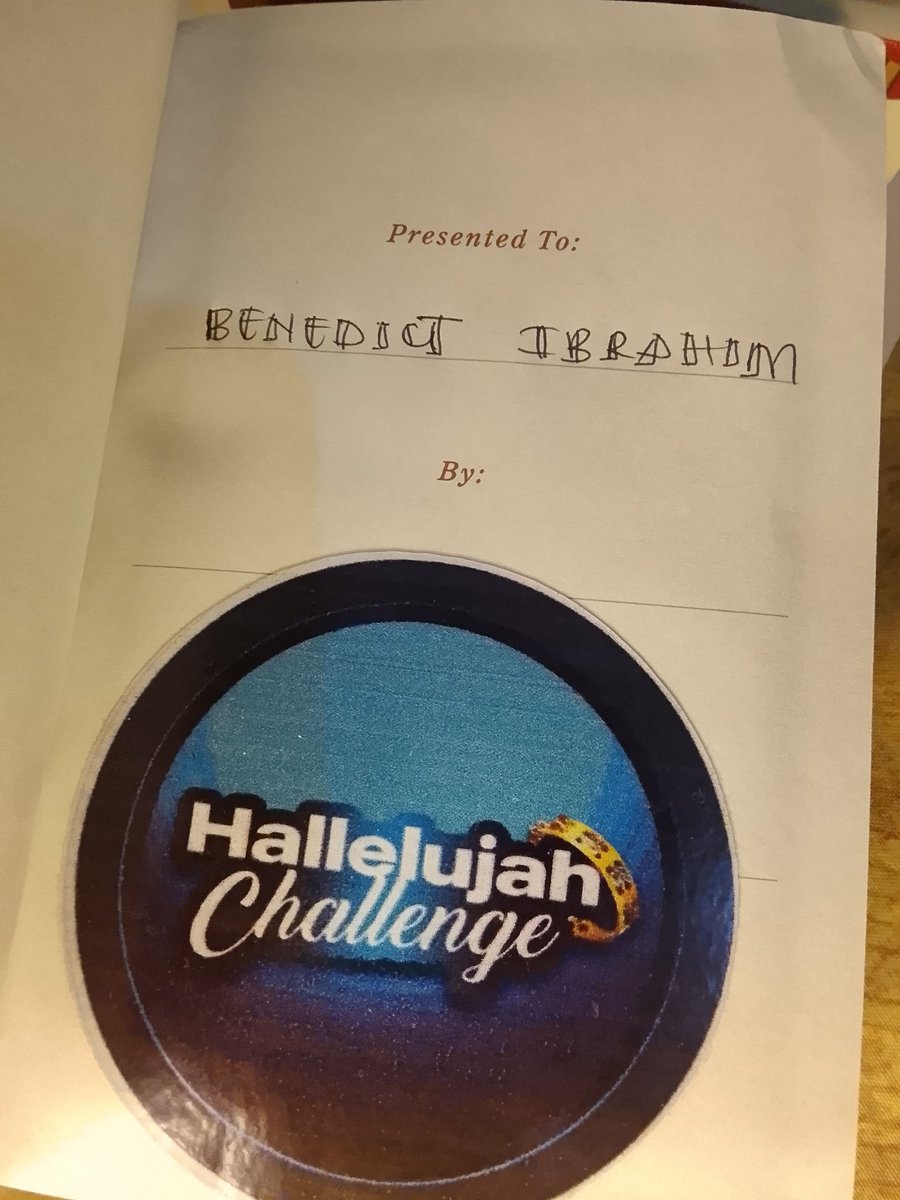 Presented To:
BENEDICT IBRAHIM
By:
Hallelujah
Challenge